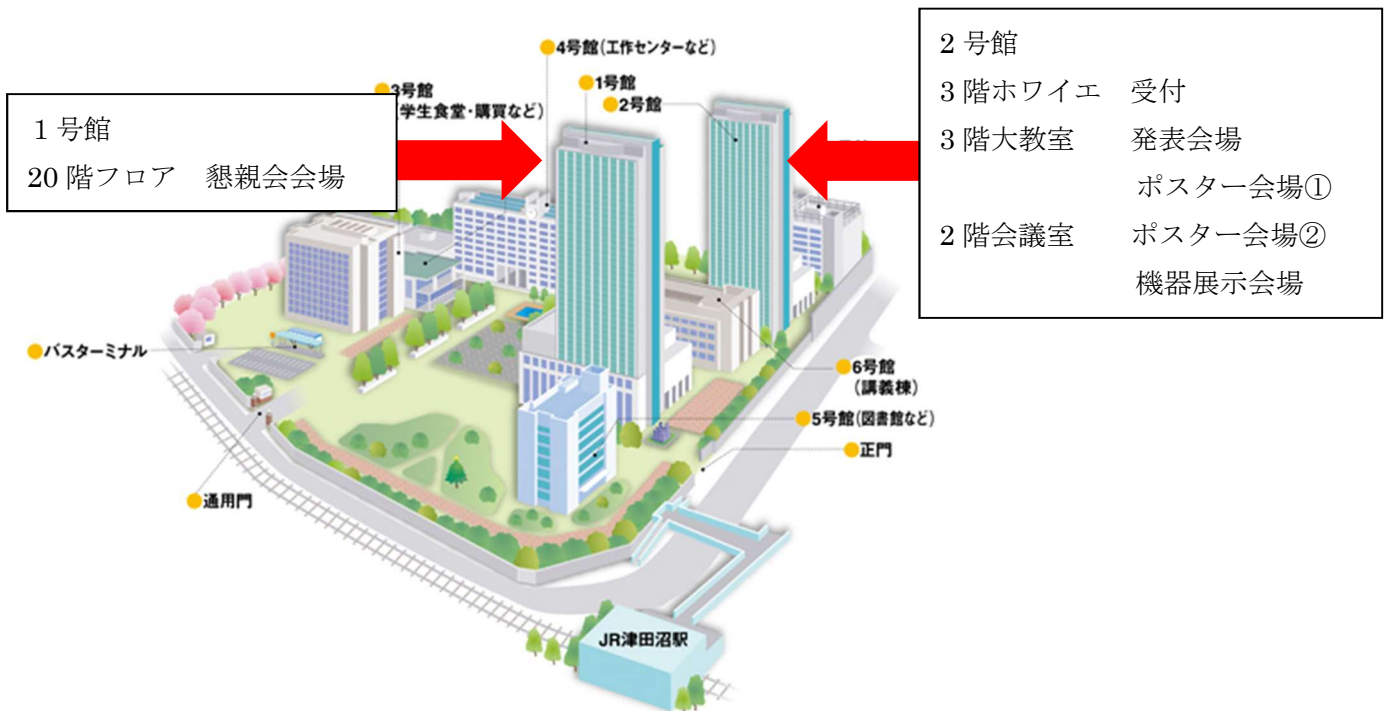 1 号館
20 階フロア　懇親会会場
2 号館
3 階ホワイエ　受付
3 階大教室　発表会場
ポスター会場①
2 階会議室　ポスター会場②
機器展示会場
4号館(工作センターなど)
1号館
2号館
3号館
学生食堂・購買など)
バスターミナル
6号館
(講義棟)
5号館(図書館など)
正門
通用門
JR津田沼駅